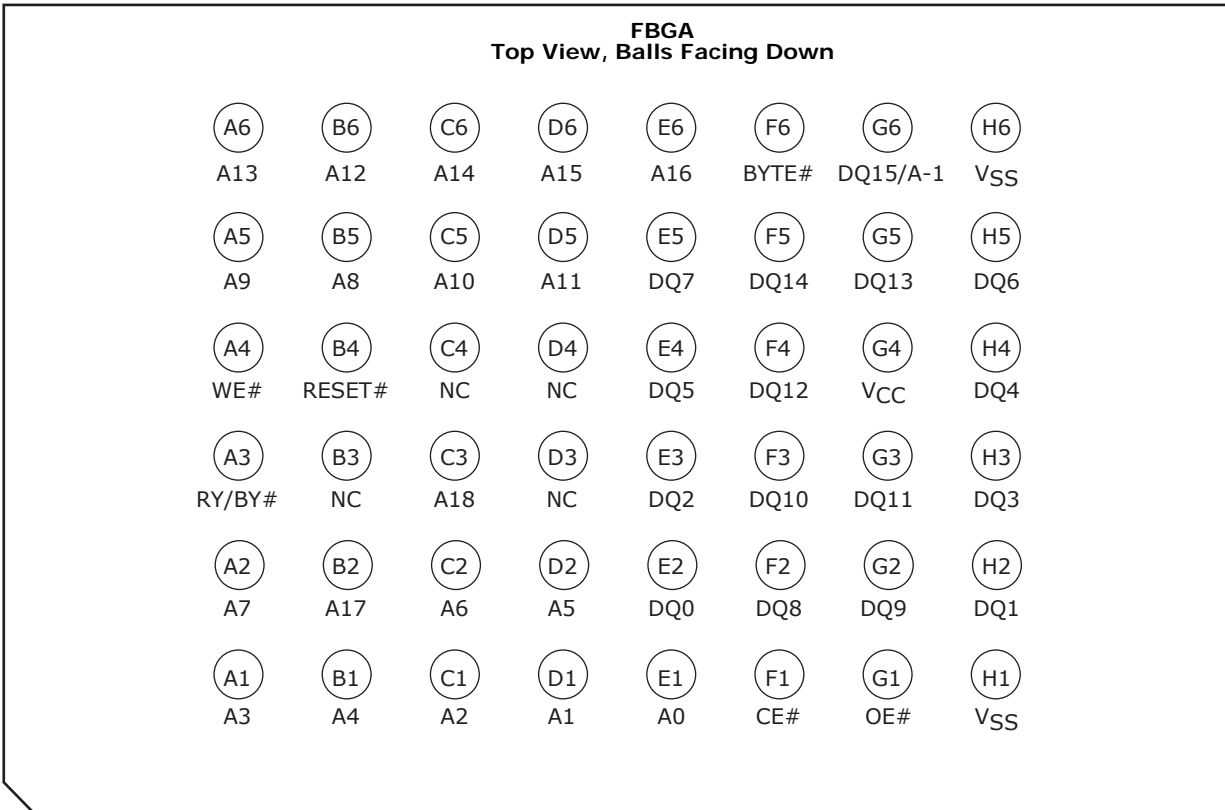 FBGA
Top View, Balls Facing Down
A6 B6 C6 D6 E6 F6 G6 H6
A13 A12 A14 A15 A16 BYTE# DQ15/A-1 VSS
A5 B5 C5 D5 E5 F5 G5 H5
A9 A8 A10 A11 DQ7 DQ14 DQ13 DQ6
A4 B4 C4 D4 E4 F4 G4 H4
WE# RESET# NC NC DQ5 DQ12 VCC DQ4
A3 B3 C3 D3 E3 F3 G3 H3
RY/BY# NC A18 NC DQ2 DQ10 DQ11 DQ3
A2 B2 C2 D2 E2 F2 G2 H2
A7 A17 A6 A5 DQ0 DQ8 DQ9 DQ1
A1 B1 C1 D1 E1 F1 G1 H1
A3 A4 A2 A1 A0 CE# OE# VSS